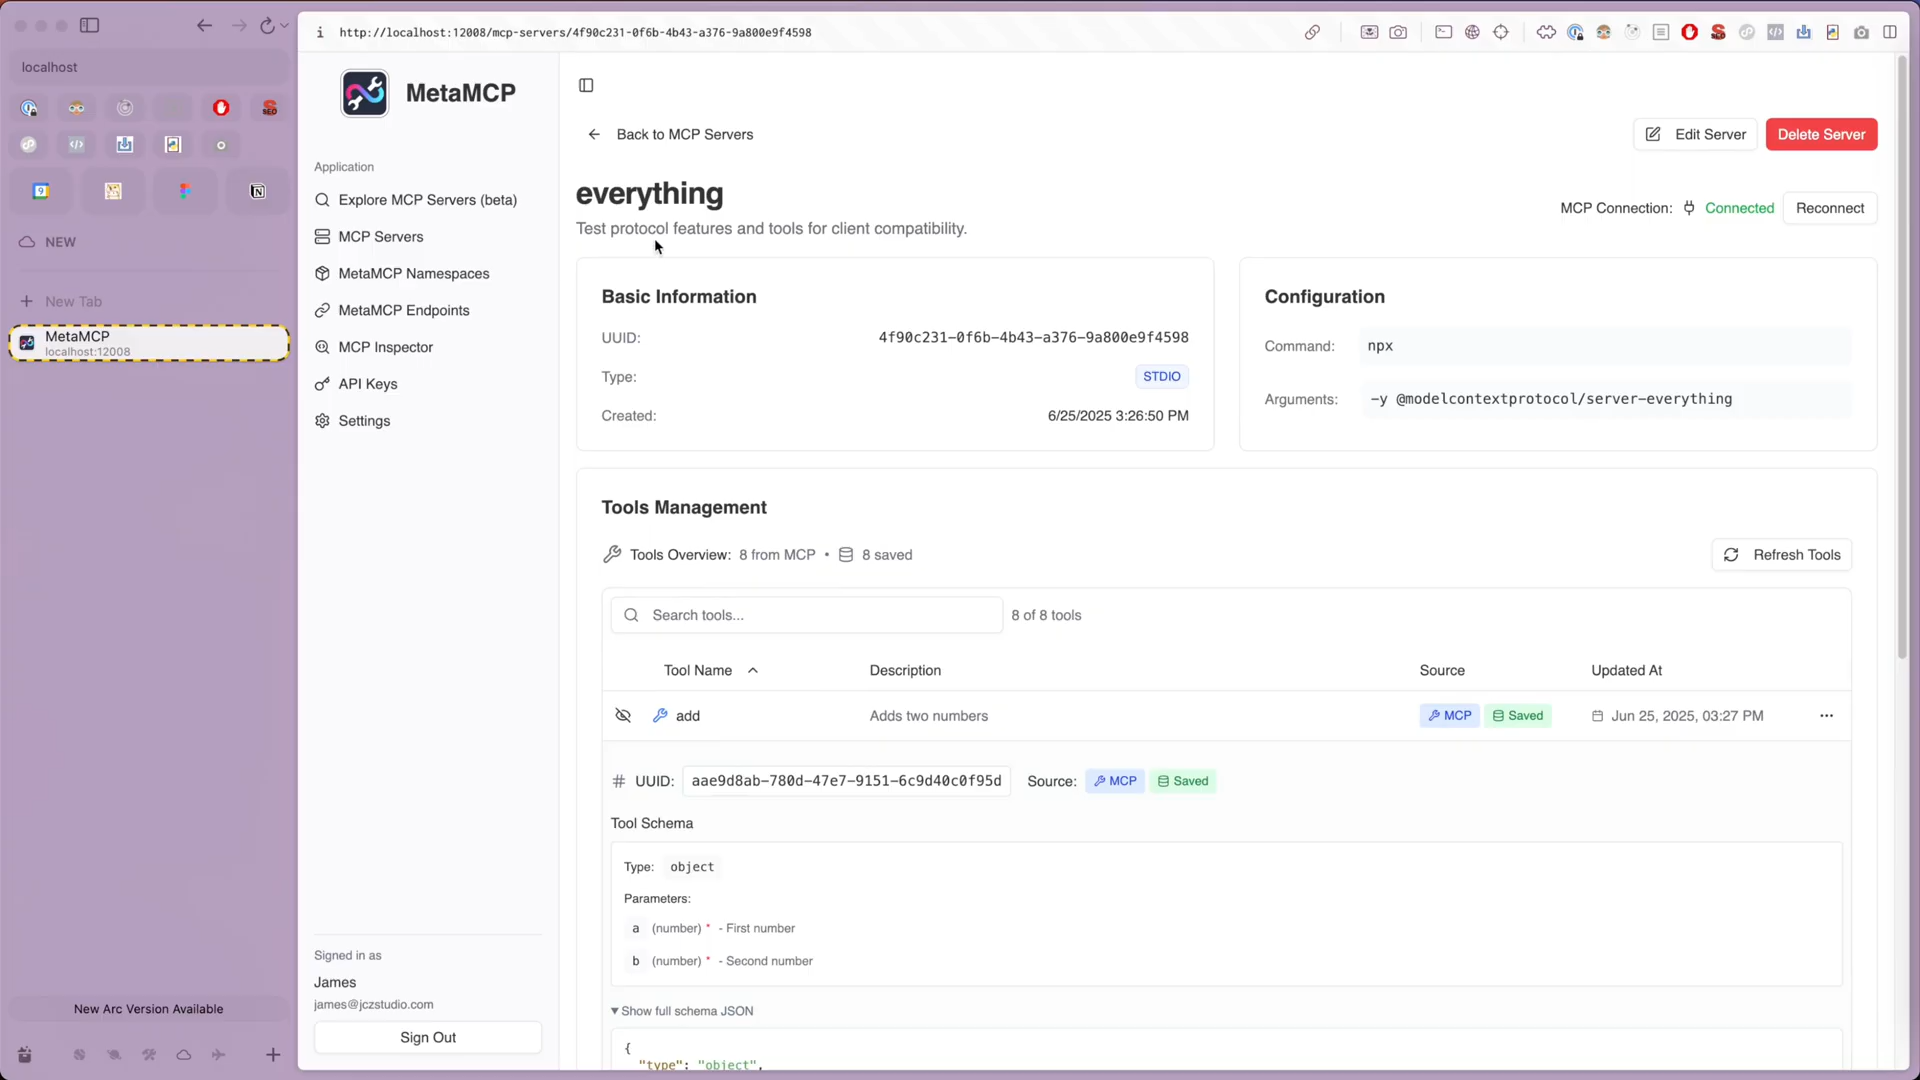 http://localhost:12008/mcp-servers/4f90c231-0f6b-4b43-a376-9a800e9f4598
localhost
NEW
New Tab
MetaMCP
localhost:12008
New Arc Version Available
MetaMCP
Application
Explore MCP Servers (beta)
MCP Servers
MetaMCP Namespaces
MetaMCP Endpoints
MCP Inspector
API Keys
Settings
Signed in as
James
james@jczstudio.com
Sign Out
Back to MCP Servers
Edit Server
Delete Server
everything
Test protocol features and tools for client compatibility.
MCP Connection: Connected
Reconnect
Basic Information
UUID: 4f90c231-0f6b-4b43-a376-9a800e9f4598
Type: STDIO
Created: 6/25/2025 3:26:50 PM
Configuration
Command: npx
Arguments: -y @modelcontextprotocol/server-everything
Tools Management
Tools Overview: 8 from MCP • 8 saved
Refresh Tools
Search tools...
8 of 8 tools
Tool Name Description Source Updated At
add Adds two numbers MCP Saved Jun 25, 2025, 03:27 PM
UUID: aae9d8ab-780d-47e7-9151-6c9d40c0f95d Source: MCP Saved
Tool Schema
Type: object
Parameters:
a (number) * - First number
b (number) * - Second number
▼ Show full schema JSON
{
"type": "object",